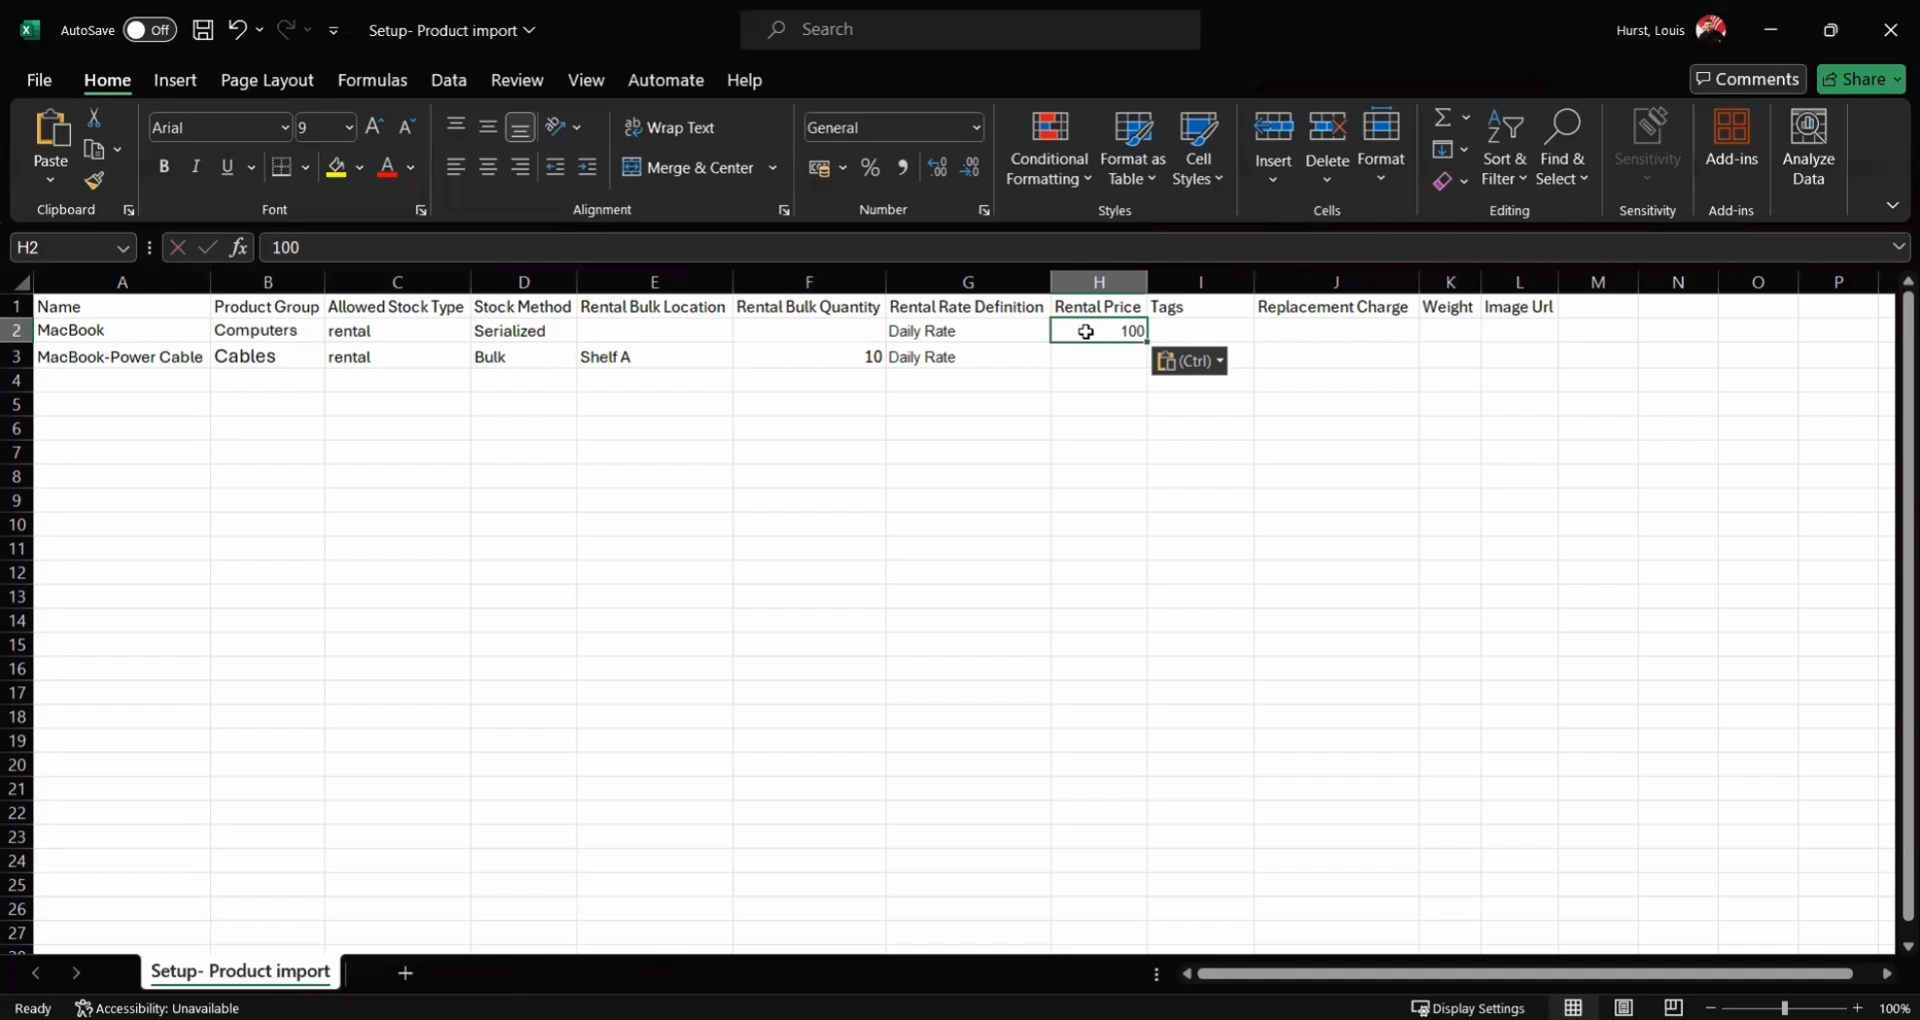 AutoSave Off Setup- Product import Search Hurst, Louis
File Home Insert Page Layout Formulas Data Review View Automate Help Comments Share
Paste Arial 9 Wrap Text General Conditional Formatting Format as Table Cell Styles Insert Delete Format Sort & Filter Find & Select Sensitivity Add-ins Analyze Data
B I U Merge & Center % ,
Clipboard Font Alignment Number Styles Cells Editing Sensitivity Add-ins
H2 fx 100
A B C D E F G H I J K L M N O P
1 Name Product Group Allowed Stock Type Stock Method Rental Bulk Location Rental Bulk Quantity Rental Rate Definition Rental Price Tags Replacement Charge Weight Image Url
2 MacBook Computers rental Serialized Daily Rate 100
3 MacBook-Power Cable Cables rental Bulk Shelf A 10 Daily Rate (Ctrl)
4
5
6
7
8
9
10
11
12
13
14
15
16
17
18
19
20
21
22
23
24
25
26
27
Setup- Product import
Ready Accessibility: Unavailable Display Settings 100%